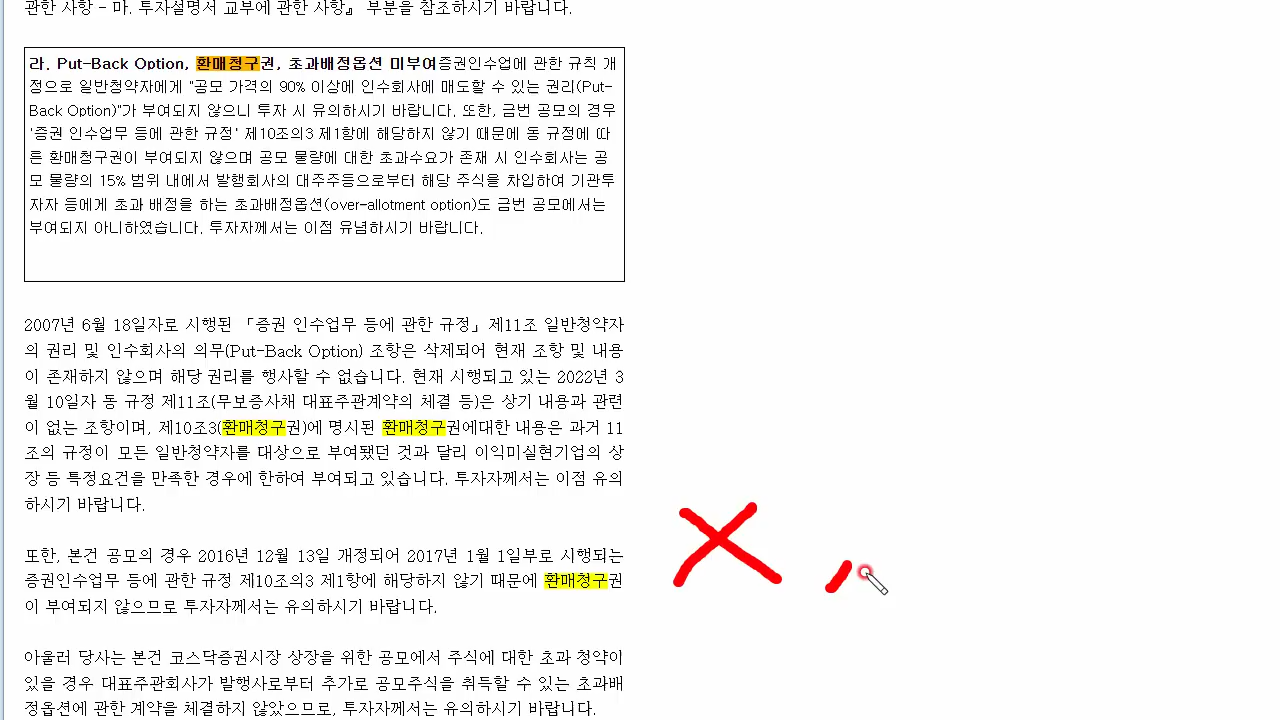 관한 사항 - 마. 투자설명서 교부에 관한 사항』 부분을 참조하시기 바랍니다.
라. Put-Back Option, 환매청구권, 초과배정옵션 미부여증권인수업에 관한 규칙 개
정으로 일반청약자에게 "공모 가격의 90% 이상에 인수회사에 매도할 수 있는 권리(Put-
Back Option)"가 부여되지 않으니 투자 시 유의하시기 바랍니다. 또한, 금번 공모의 경우
'증권 인수업무 등에 관한 규정' 제10조의3 제1항에 해당하지 않기 때문에 동 규정에 따
른 환매청구권이 부여되지 않으며 공모 물량에 대한 초과수요가 존재 시 인수회사는 공
모 물량의 15% 범위 내에서 발행회사의 대주주등으로부터 해당 주식을 차입하여 기관투
자자 등에게 초과 배정을 하는 초과배정옵션(over-allotment option)도 금번 공모에서는
부여되지 아니하였습니다. 투자자께서는 이점 유념하시기 바랍니다.
2007년 6월 18일자로 시행된 「증권 인수업무 등에 관한 규정」 제11조 일반청약자
의 권리 및 인수회사의 의무(Put-Back Option) 조항은 삭제되어 현재 조항 및 내용
이 존재하지 않으며 해당 권리를 행사할 수 없습니다. 현재 시행되고 있는 2022년 3
월 10일자 동 규정 제11조(무보증사채 대표주관계약의 체결 등)은 상기 내용과 관련
이 없는 조항이며, 제10조3(환매청구권)에 명시된 환매청구권에대한 내용은 과거 11
조의 규정이 모든 일반청약자를 대상으로 부여됐던 것과 달리 이익미실현기업의 상
장 등 특정요건을 만족한 경우에 한하여 부여되고 있습니다. 투자자께서는 이점 유의
하시기 바랍니다.
또한, 본건 공모의 경우 2016년 12월 13일 개정되어 2017년 1월 1일부로 시행되는
증권인수업무 등에 관한 규정 제10조의3 제1항에 해당하지 않기 때문에 환매청구권
이 부여되지 않으므로 투자자께서는 유의하시기 바랍니다.
아울러 당사는 본건 코스닥증권시장 상장을 위한 공모에서 주식에 대한 초과 청약이
있을 경우 대표주관회사가 발행사로부터 추가로 공모주식을 취득할 수 있는 초과배
정옵션에 관한 계약을 체결하지 않았으므로, 투자자께서는 유의하시기 바랍니다.